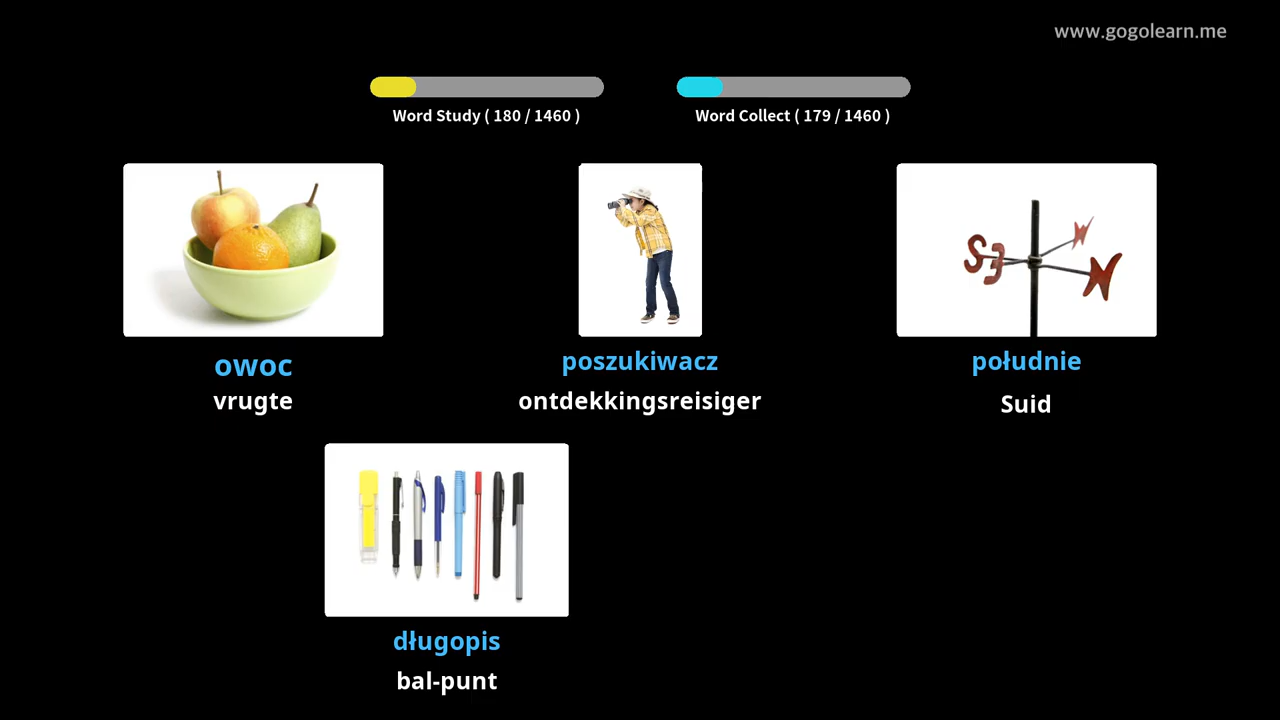 www.gogolearn.me
Word Study ( 180 / 1460 )
Word Collect ( 179 / 1460 )
owoc
vrugte
poszukiwacz
ontdekkingsreisiger
S
E
N
W
południe
Suid
długopis
bal-punt